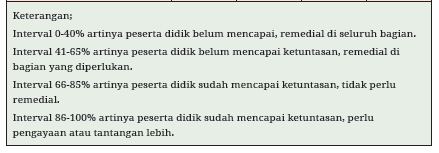 Keterangan;
Interval 0-40% artinya peserta didik belum mencapai, remedial di seluruh bagian.
Interval 41-65% artinya peserta didik belum mencapai ketuntasan, remedial di
bagian yang diperlukan.
Interval 66-85% artinya peserta didik sudah mencapai ketuntasan, tidak perlu
remedial.
Interval 86-100% artinya peserta didik sudah mencapai ketuntasan, perlu
pengayaan atau tantangan lebih.